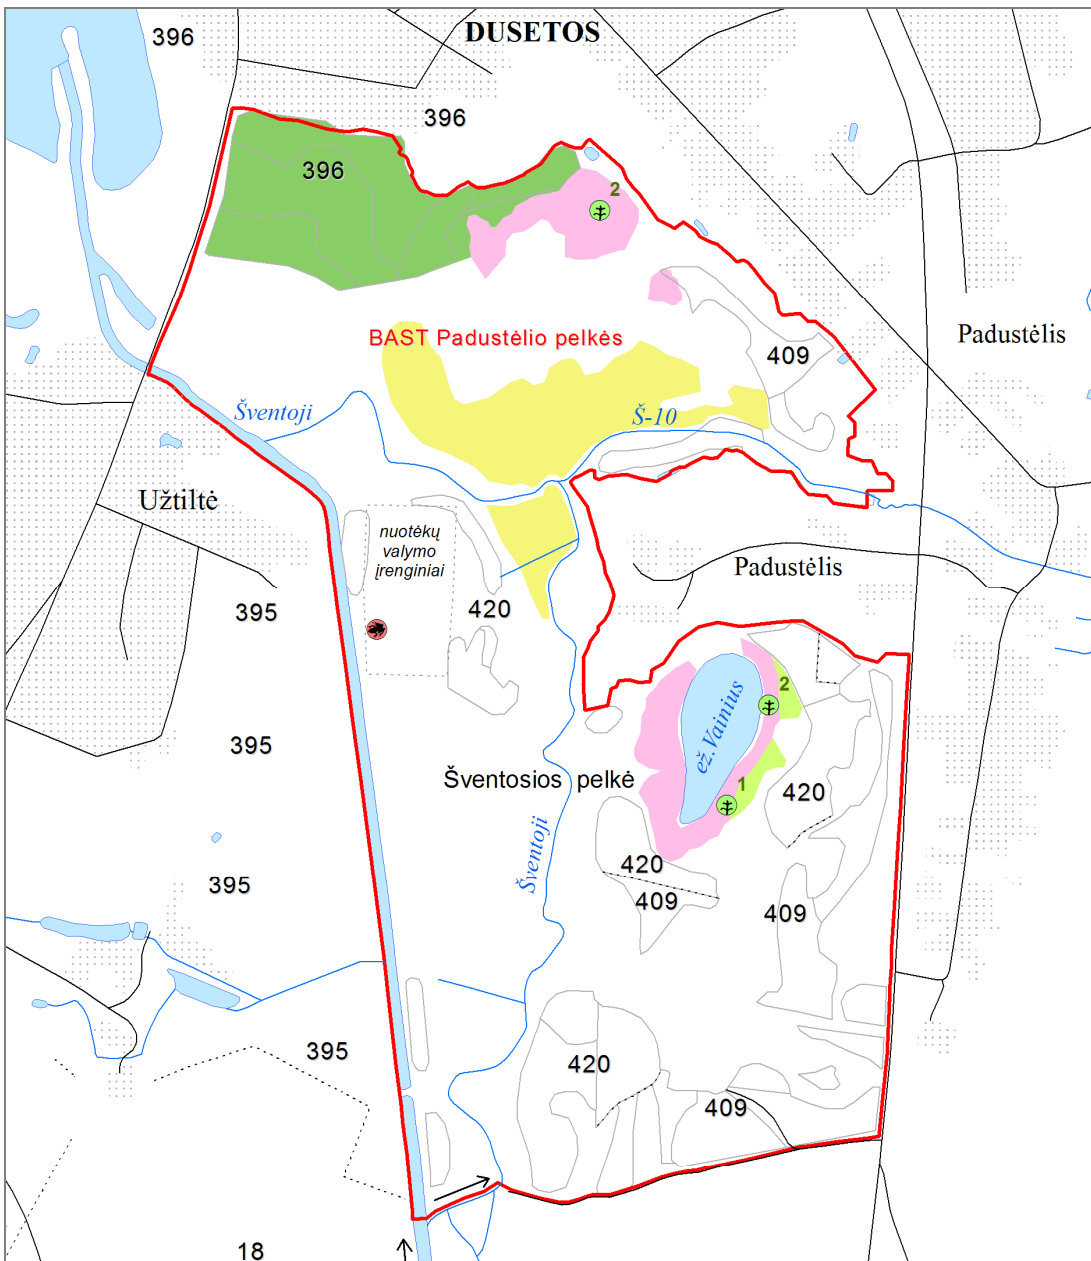 DUSETOS
396
396
396
2
Padustėlis
BAST Padustėlio pelkės
409
Šventoji
Š-10
Užtiltė
nuotėkų
valymo
įrenginiai
Padustėlis
395
420
2
ež.Vainius
395
Šventosios pelkė
1
420
Šventoji
420
395
409
409
395
420
409
18